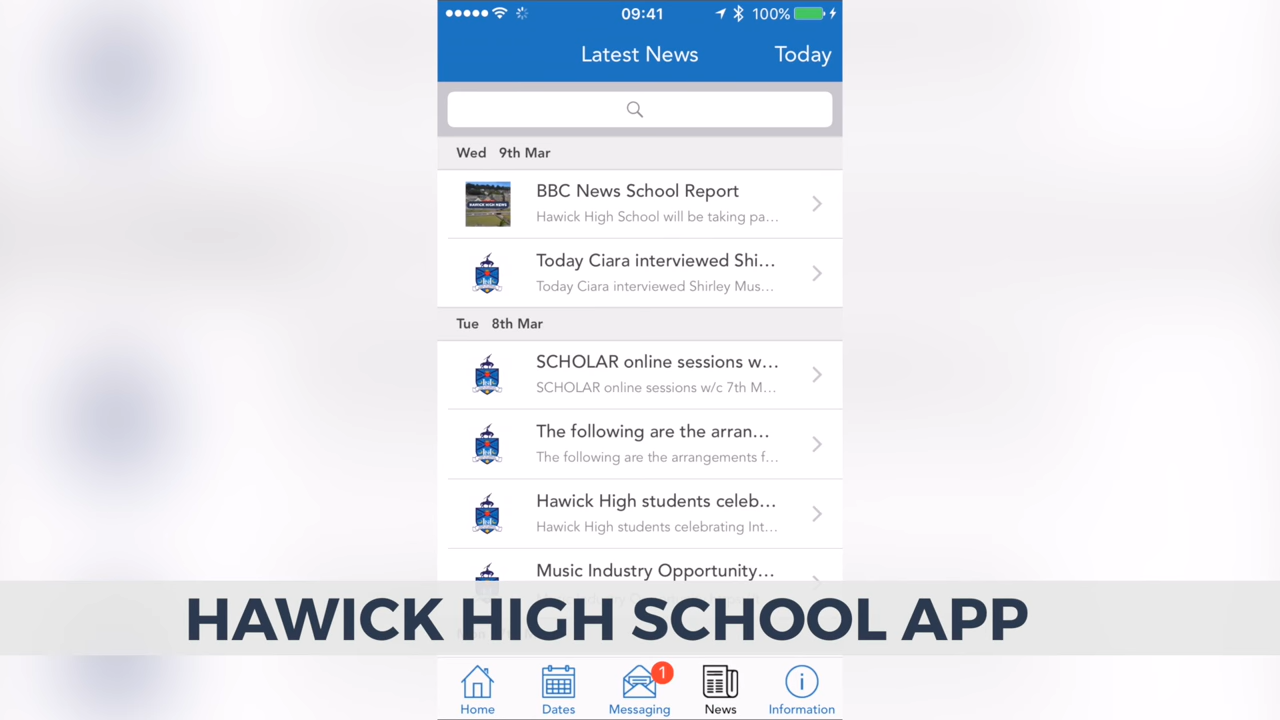 09:41
100%
Latest News
Today
Wed 9th Mar
HAWICK HIGH NEWS
BBC News School Report
Hawick High School will be taking pa...
Today Ciara interviewed Shi...
Today Ciara interviewed Shirley Mus...
Tue 8th Mar
SCHOLAR online sessions w...
SCHOLAR online sessions w/c 7th M...
The following are the arran...
The following are the arrangements f...
Hawick High students celeb...
Hawick High students celebrating Int...
Music Industry Opportunity...
HAWICK HIGH SCHOOL APP
1
Home
Dates
Messaging
News
Information